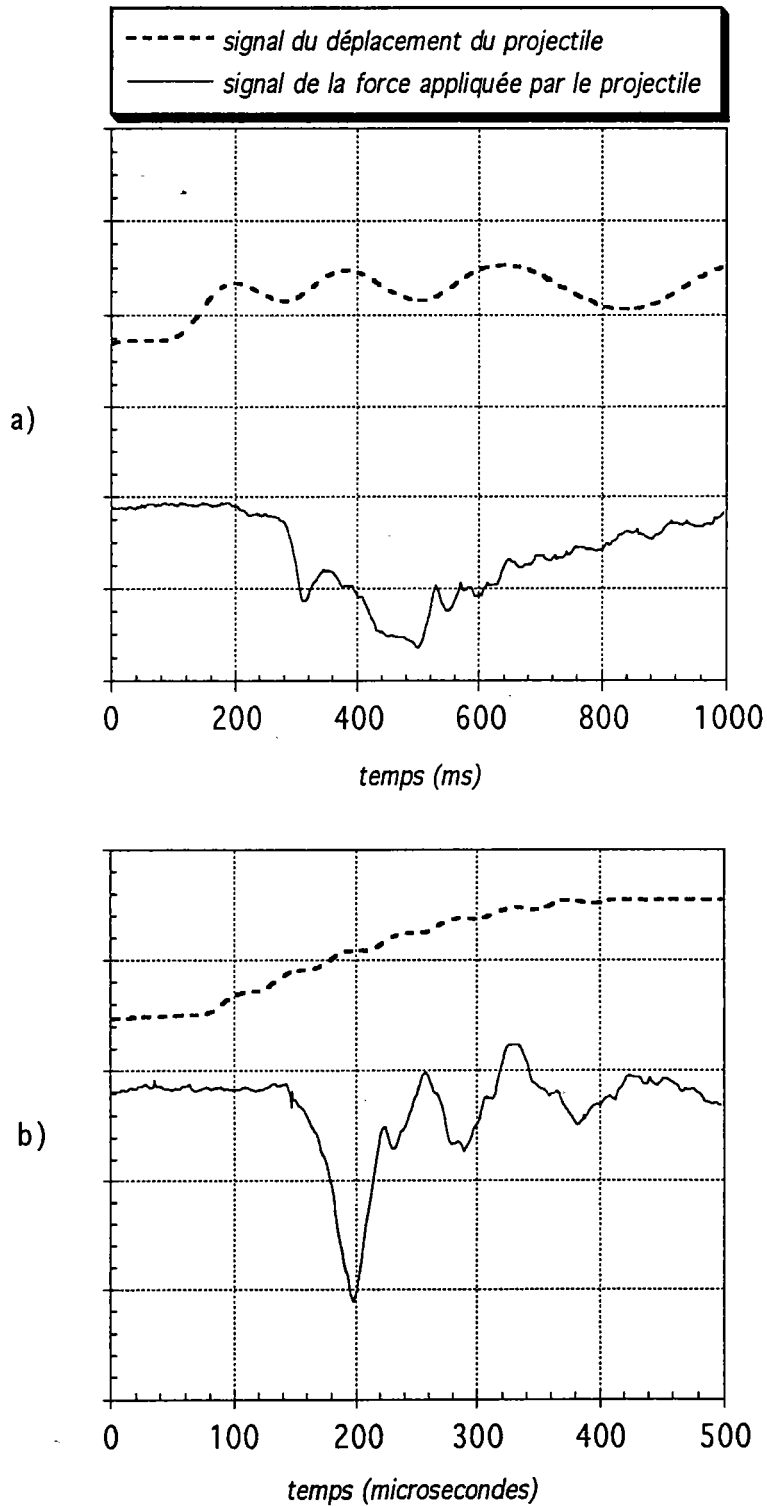 signal du déplacement du projectile
signal de la force appliquée par le projectile
a)
0 200 400 600 800 1000
temps (ms)
b)
0 100 200 300 400 500
temps (microsecondes)